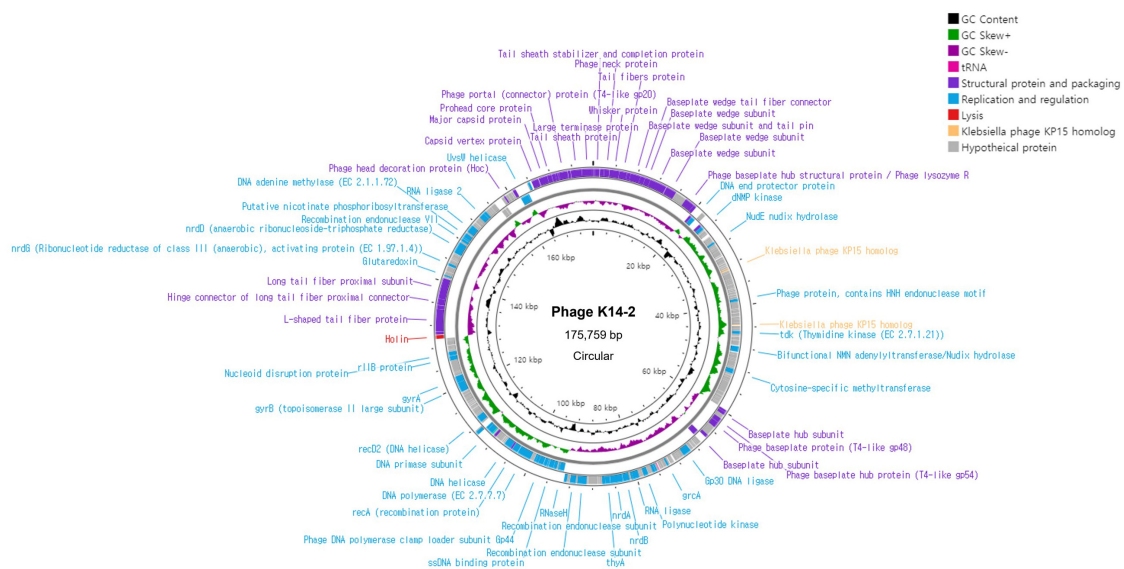 GC Content
GC Skew+
GC Skew-
tRNA
Structural protein and packaging
Replication and regulation
Lysis
Klebsiella phage KP15 homolog
Hypotheical protein
Tail sheath stabilizer and completion protein
Phage neck protein
Tail fibers protein
Phage portal (connector) protein (T4-like gp20)
Whisker protein
Prohead core protein
Major capsid protein
Large terminase protein
Tail sheath protein
Capsid vertex protein
Baseplate wedge tail fiber connector
Baseplate wedge subunit
Baseplate wedge subunit and tail pin
Baseplate wedge subunit
Baseplate wedge subunit
UvsW helicase
Phage head decoration protein (Hoc)
DNA adenine methylase (EC 2.1.1.72)
RNA ligase 2
Putative nicotinate phosphoribosyltransferase
Recombination endonuclease VII
nrdD (anaerobic ribonucleoside-triphosphate reductase)
nrdG (Ribonucleotide reductase of class III (anaerobic), activating protein (EC 1.97.1.4))
Glutaredoxin
Long tail fiber proximal subunit
Hinge connector of long tail fiber proximal connector
L-shaped tail fiber protein
Holin
rIIB protein
Nucleoid disruption protein
gyrA
gyrB (topoisomerase II large subunit)
recD2 (DNA helicase)
DNA primase subunit
DNA helicase
DNA polymerase (EC 2.7.7.7)
recA (recombination protein)
Phage DNA polymerase clamp loader subunit Gp44
ssDNA binding protein
Phage baseplate hub structural protein / Phage lysozyme R
DNA end protector protein
dNMP kinase
NudE nudix hydrolase
Klebsiella phage KP15 homolog
Phage protein, contains HNH endonuclease motif
Klebsiella phage KP15 homolog
tdk (Thymidine kinase (EC 2.7.1.21))
Bifunctional NMN adenylyltransferase/Nudix hydrolase
Cytosine-specific methyltransferase
Baseplate hub subunit
Phage baseplate protein (T4-like gp48)
Baseplate hub subunit
Phage baseplate hub protein (T4-like gp54)
Gp30 DNA ligase
grcA
RNA ligase
Polynucleotide kinase
nrdA
nrdB
thyA
RNaseH
Recombination endonuclease subunit
Recombination endonuclease subunit
160 kbp
20 kbp
140 kbp
40 kbp
120 kbp
60 kbp
100 kbp
80 kbp
Phage K14-2
175,759 bp
Circular